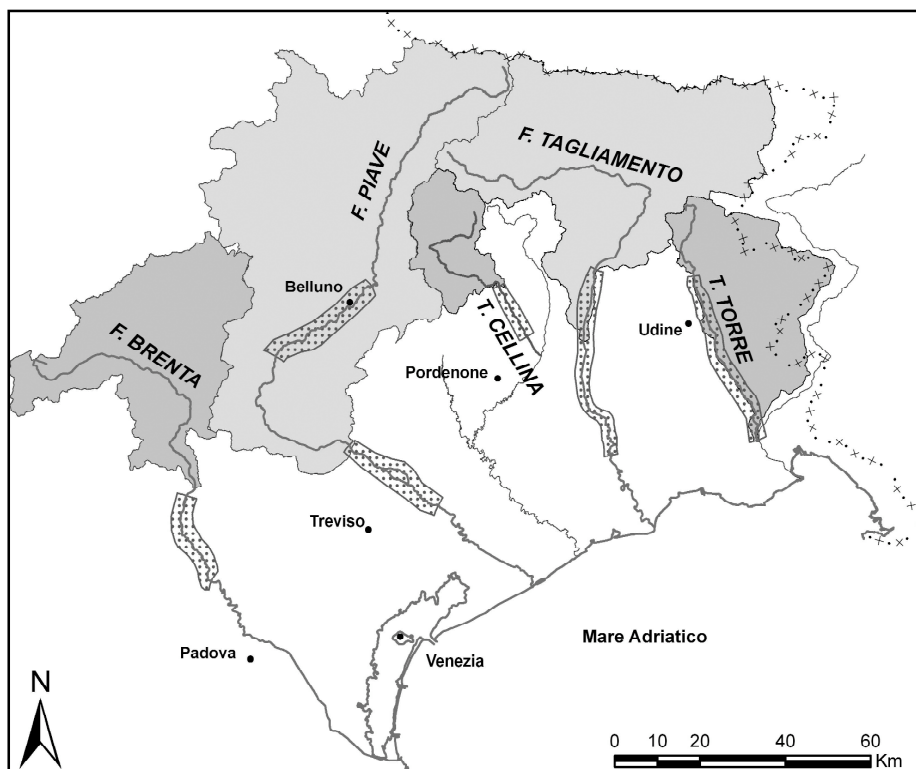 F. TAGLIAMENTO
F. PIAVE
Belluno
T. CELLINA
T. TORRE
Udine
F. BRENTA
Pordenone
Treviso
Mare Adriatico
Padova
Venezia
N
0 10 20 40 60
Km